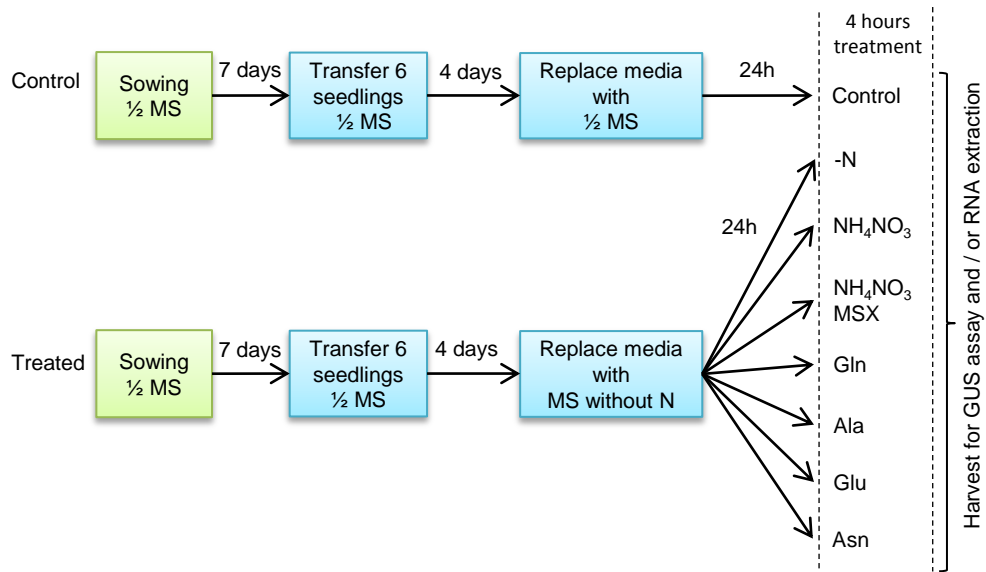 4 hours
treatment
Control
Sowing
½ MS
7 days
Transfer 6
seedlings
½ MS
4 days
Replace media
with
½ MS
24h
Control
-N
24h
NH₄NO₃
NH₄NO₃
MSX
Treated
Sowing
½ MS
7 days
Transfer 6
seedlings
½ MS
4 days
Replace media
with
MS without N
Gln
Ala
Glu
Asn
Harvest for GUS assay and / or RNA extraction